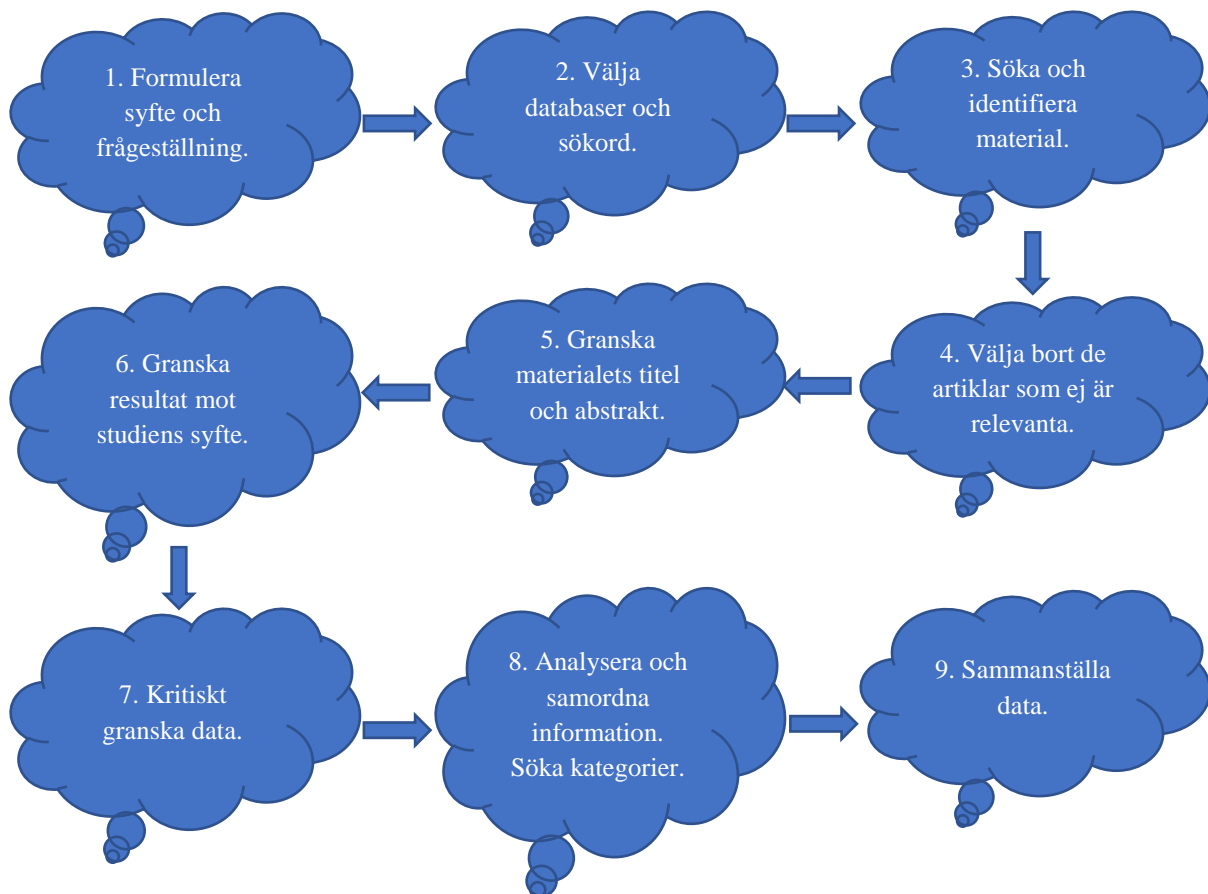 1. Formulera
syfte och
frågeställning.
2. Välja
databaser och
sökord.
3. Söka och
identifiera
material.
4. Välja bort de
artiklar som ej är
relevanta.
5. Granska
materialets titel
och abstrakt.
6. Granska
resultat mot
studiens syfte.
7. Kritiskt
granska data.
8. Analysera och
samordna
information.
Söka kategorier.
9. Sammanställa
data.